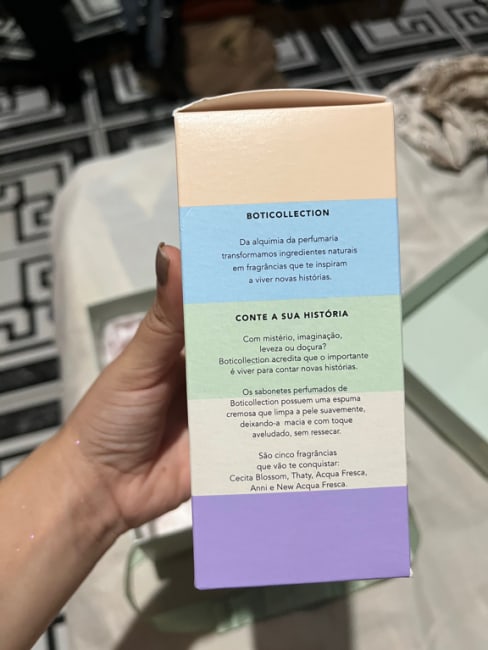 BOTICOLLECTION
Da alquimia da perfumaria
transformamos ingredientes naturais
em fragrâncias que te inspiram
a viver novas histórias.
CONTE A SUA HISTÓRIA
Com mistério, imaginação,
leveza ou doçura?
Boticollection acredita que o importante
é viver para contar novas histórias.
Os sabonetes perfumados de
Boticollection possuem uma espuma
cremosa que limpa a pele suavemente,
deixando-a macia e com toque
aveludado, sem ressecar.
São cinco fragrâncias
que vão te conquistar:
Cecita Blossom, Thaty, Acqua Fresca,
Anni e New Acqua Fresca.